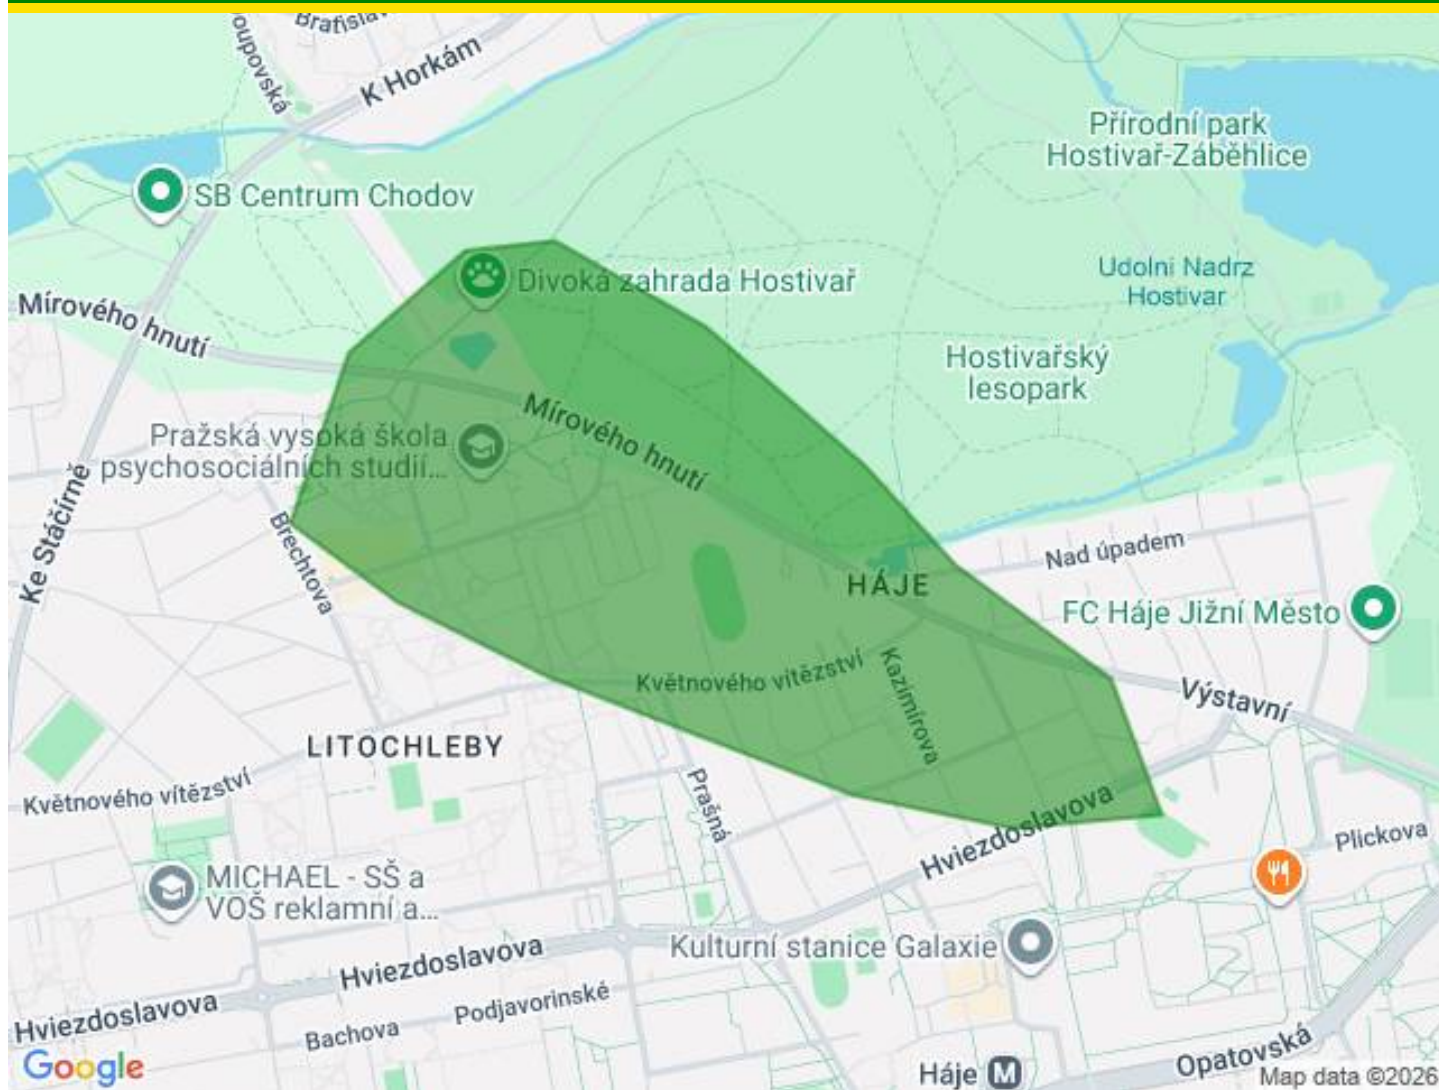 Bratislav
oupovská
K Horkám
Přírodní park
Hostivař-Záběhlice
SB Centrum Chodov
Divoká zahrada Hostivař
Udolni Nadrz
Hostivar
Mírového hnutí
Hostivařský
lesopark
Mírového hnutí
Pražská vysoká škola
psychosociálních studií...
Ke Stáčírně
Brechtova
Nad úpadem
HÁJE
FC Háje Jižní Město
Květnového vítězství
Kazimírova
Výstavní
LITOCHLEBY
Květnového vítězství
Prašná
Hviezdoslavova
Plickova
MICHAEL - SŠ a
VOŠ reklamní a...
Kulturní stanice Galaxie
Hviezdoslavova
Hviezdoslavova
Podjavorinské
Bachova
Opatovská
Google
Háje M
Map data ©2026